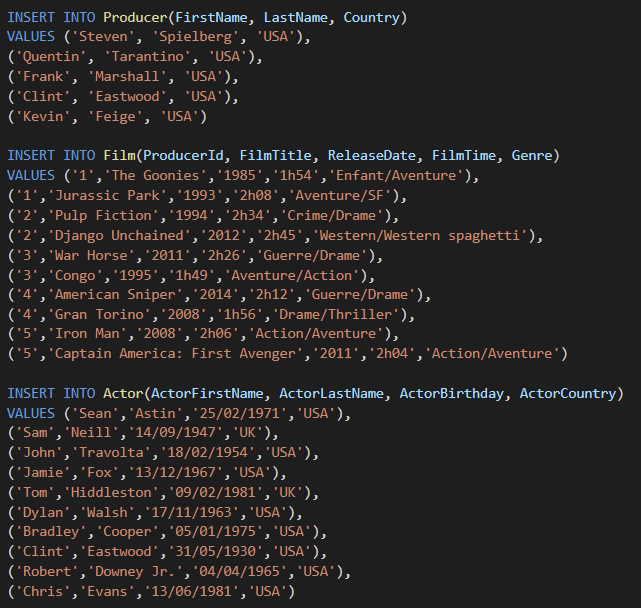 INSERT INTO Producer(FirstName, LastName, Country)
VALUES ('Steven', 'Spielberg', 'USA'),
('Quentin', 'Tarantino', 'USA'),
('Frank', 'Marshall', 'USA'),
('Clint', 'Eastwood', 'USA'),
('Kevin', 'Feige', 'USA')
INSERT INTO Film(ProducerId, FilmTitle, ReleaseDate, FilmTime, Genre)
VALUES ('1','The Goonies','1985','1h54','Enfant/Aventure'),
('1','Jurassic Park','1993','2h08','Aventure/SF'),
('2','Pulp Fiction','1994','2h34','Crime/Drame'),
('2','Django Unchained','2012','2h45','Western/Western spaghetti'),
('3','War Horse','2011','2h26','Guerre/Drame'),
('3','Congo','1995','1h49','Aventure/Action'),
('4','American Sniper','2014','2h12','Guerre/Drame'),
('4','Gran Torino','2008','1h56','Drame/Thriller'),
('5','Iron Man','2008','2h06','Action/Aventure'),
('5','Captain America: First Avenger','2011','2h04','Action/Aventure')
INSERT INTO Actor(ActorFirstName, ActorLastName, ActorBirthday, ActorCountry)
VALUES ('Sean','Astin','25/02/1971','USA'),
('Sam','Neill','14/09/1947','UK'),
('John','Travolta','18/02/1954','USA'),
('Jamie','Fox','13/12/1967','USA'),
('Tom','Hiddleston','09/02/1981','UK'),
('Dylan','Walsh','17/11/1963','USA'),
('Bradley','Cooper','05/01/1975','USA'),
('Clint','Eastwood','31/05/1930','USA'),
('Robert','Downey Jr.','04/04/1965','USA'),
('Chris','Evans','13/06/1981','USA')